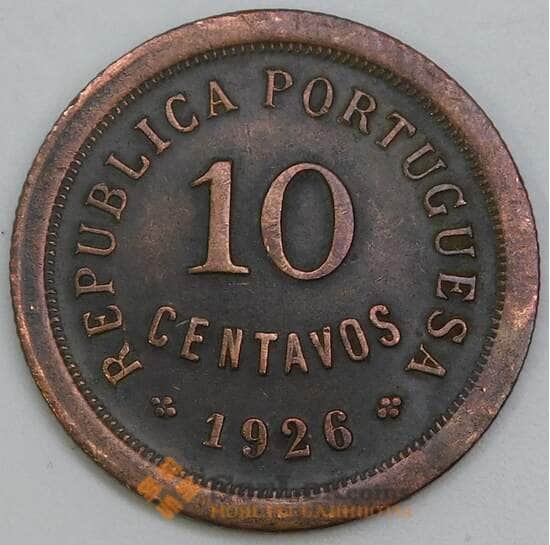 REPUBLICA PORTUGUESA
10
CENTAVOS
1926